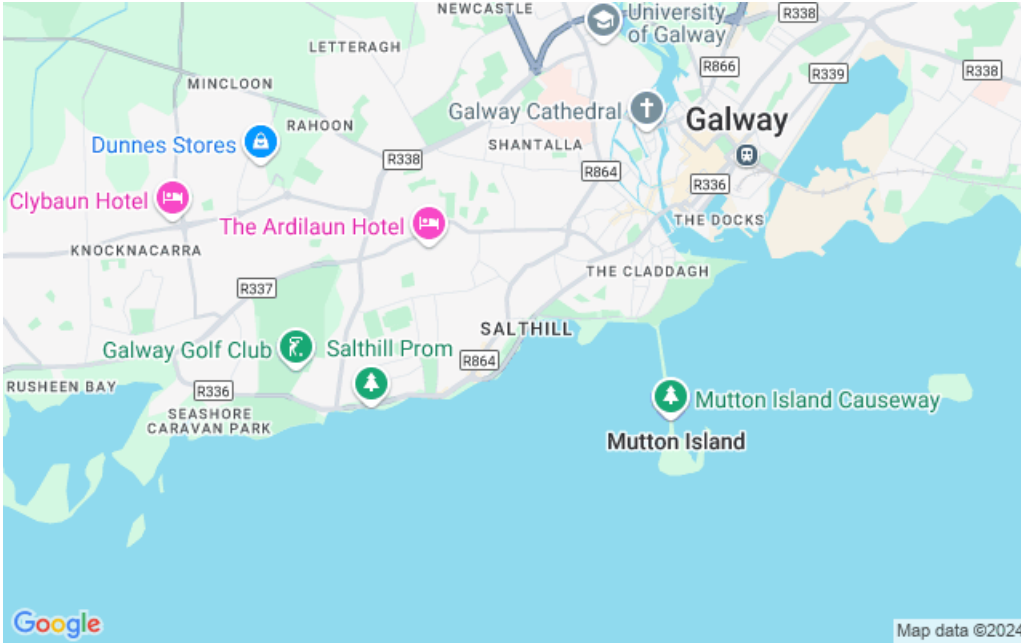 NEWCASTLE
University
of Galway
R338
LETTERAGH
R866
R339
R338
MINCLOON
Galway Cathedral
Galway
RAHOON
Dunnes Stores
SHANTALLA
R338
R864
R336
Clybaun Hotel
The Ardilaun Hotel
THE DOCKS
KNOCKNACARRA
THE CLADDAGH
R337
SALTHILL
Galway Golf Club
Salthill Prom
R864
RUSHEEN BAY
R336
Mutton Island Causeway
SEASHORE
CARAVAN PARK
Mutton Island
Google
Map data ©2024